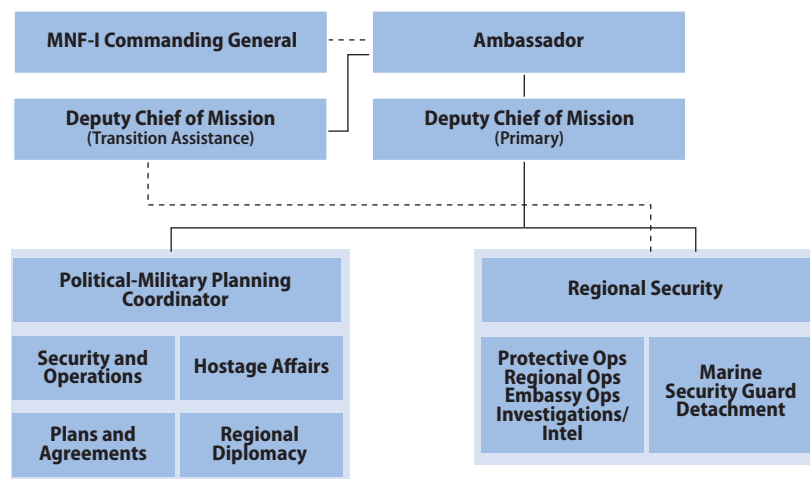 MNF-I Commanding General
Ambassador
Deputy Chief of Mission
(Transition Assistance)
Deputy Chief of Mission
(Primary)
Political-Military Planning
Coordinator
Security and
Operations
Hostage Affairs
Plans and
Agreements
Regional
Diplomacy
Regional Security
Protective Ops
Regional Ops
Embassy Ops
Investigations/
Intel
Marine
Security Guard
Detachment